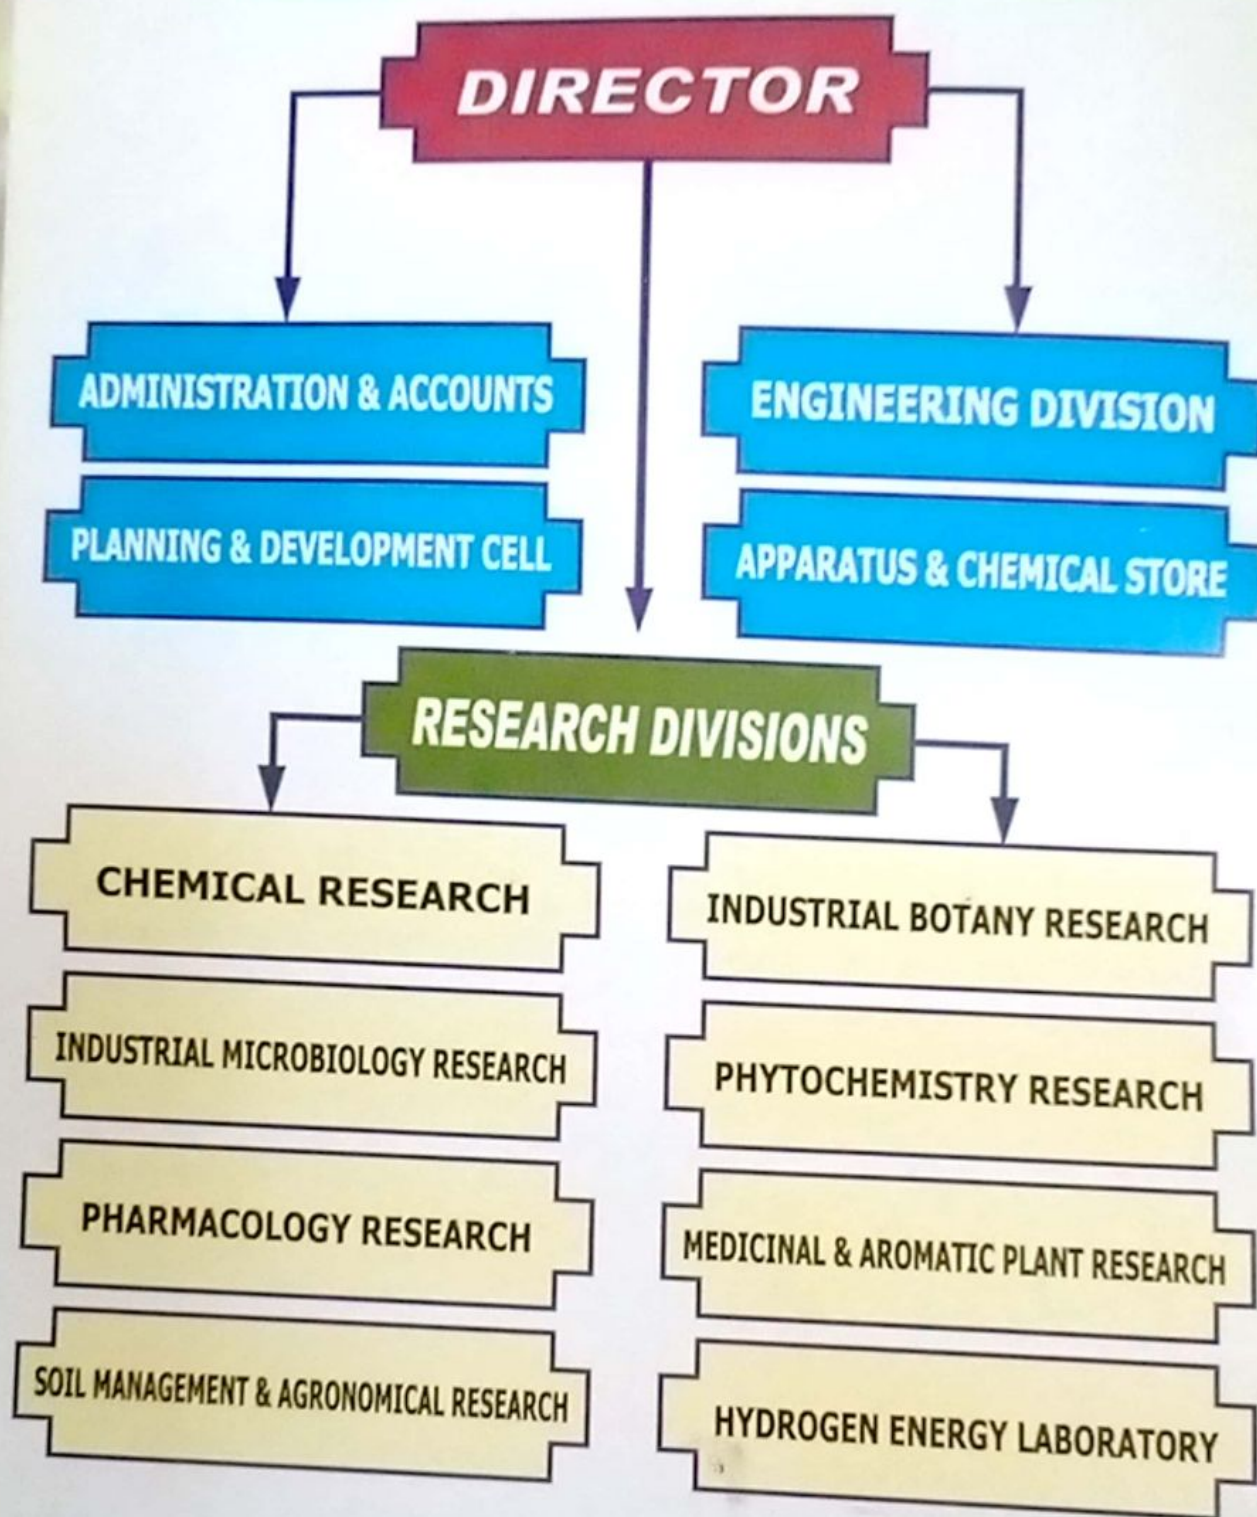 DIRECTOR
ADMINISTRATION & ACCOUNTS
ENGINEERING DIVISION
PLANNING & DEVELOPMENT CELL
APPARATUS & CHEMICAL STORE
RESEARCH DIVISIONS
CHEMICAL RESEARCH
INDUSTRIAL BOTANY RESEARCH
INDUSTRIAL MICROBIOLOGY RESEARCH
PHYTOCHEMISTRY RESEARCH
PHARMACOLOGY RESEARCH
MEDICINAL & AROMATIC PLANT RESEARCH
SOIL MANAGEMENT & AGRONOMICAL RESEARCH
HYDROGEN ENERGY LABORATORY